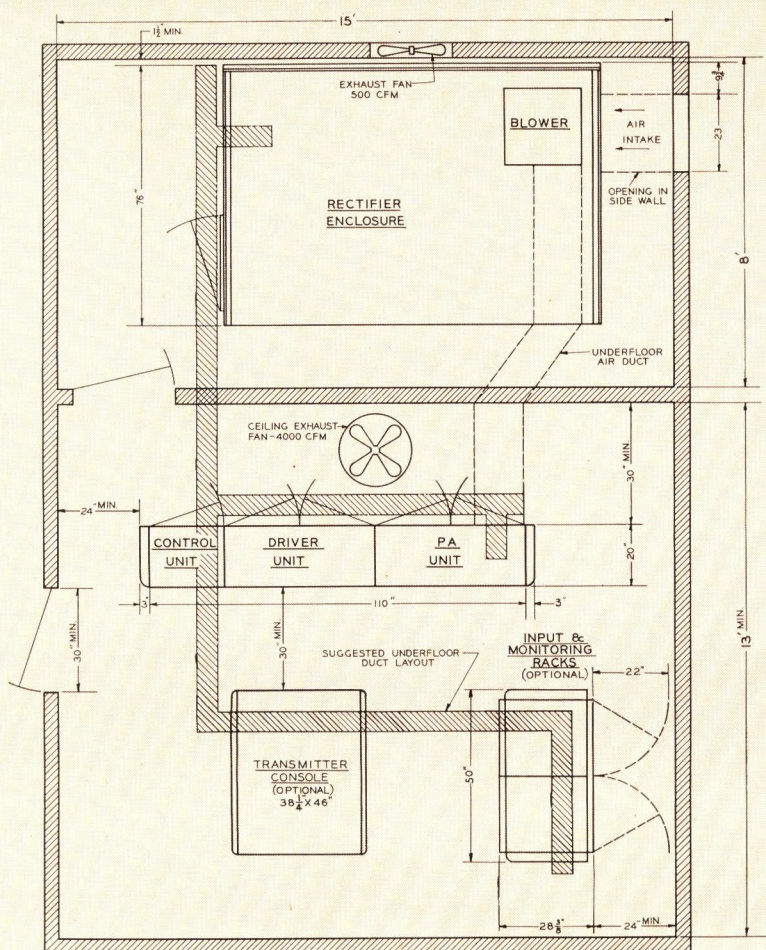 15'
1½" MIN.
EXHAUST FAN
500 CFM
BLOWER
AIR
INTAKE
9¾"
23
76"
RECTIFIER
ENCLOSURE
OPENING IN
SIDE WALL
8'
UNDERFLOOR
AIR DUCT
CEILING EXHAUST
FAN-4000 CFM
30" MIN.
24" MIN.
CONTROL
UNIT
DRIVER
UNIT
PA
UNIT
20"
3"
110"
3"
30" MIN.
30" MIN.
SUGGESTED UNDERFLOOR
DUCT LAYOUT
INPUT &
MONITORING
RACKS
(OPTIONAL)
22"
13' MIN.
TRANSMITTER
CONSOLE
(OPTIONAL)
38¼" X 46"
50"
28⅜"
24" MIN.